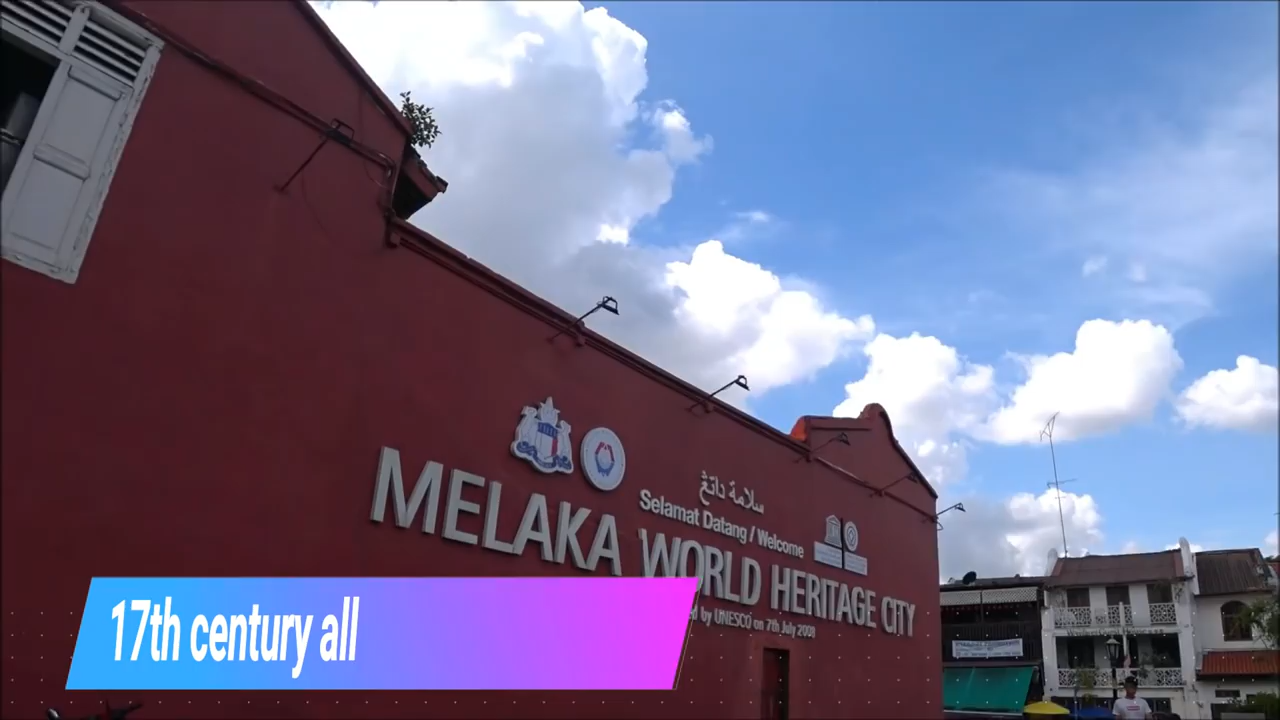 سلامة داتڠ
Selamat Datang / Welcome
MELAKA WORLD HERITAGE CITY
by UNESCO on 7th July 2008
17th century all